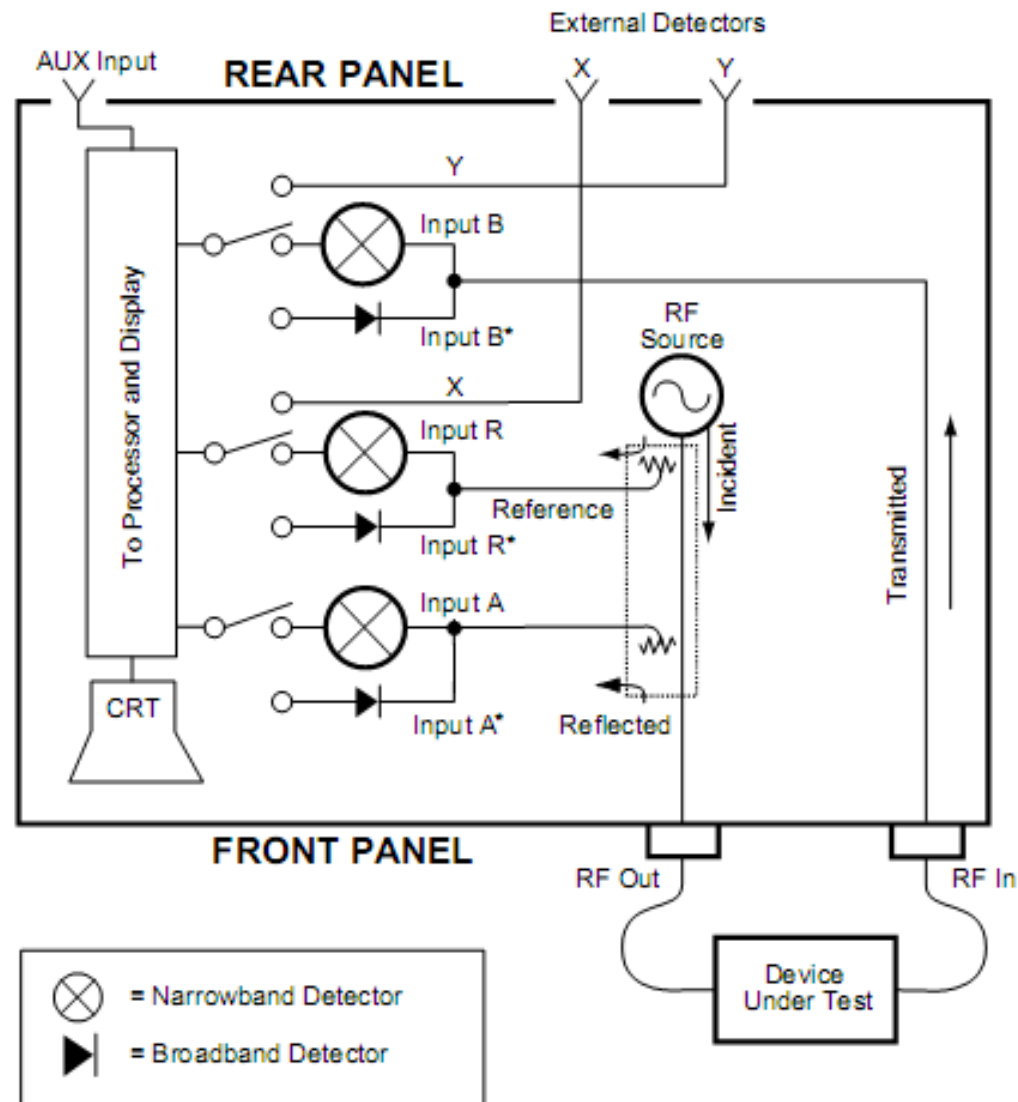 External Detectors
AUX Input
REAR PANEL
X
Y
Y
Input B
Input B*
RF
Source
X
Input R
Reference
Input R*
Incident
Transmitted
To Processor and Display
Input A
Input A*
Reflected
CRT
FRONT PANEL
RF Out
RF In
Device
Under Test
= Narrowband Detector
= Broadband Detector